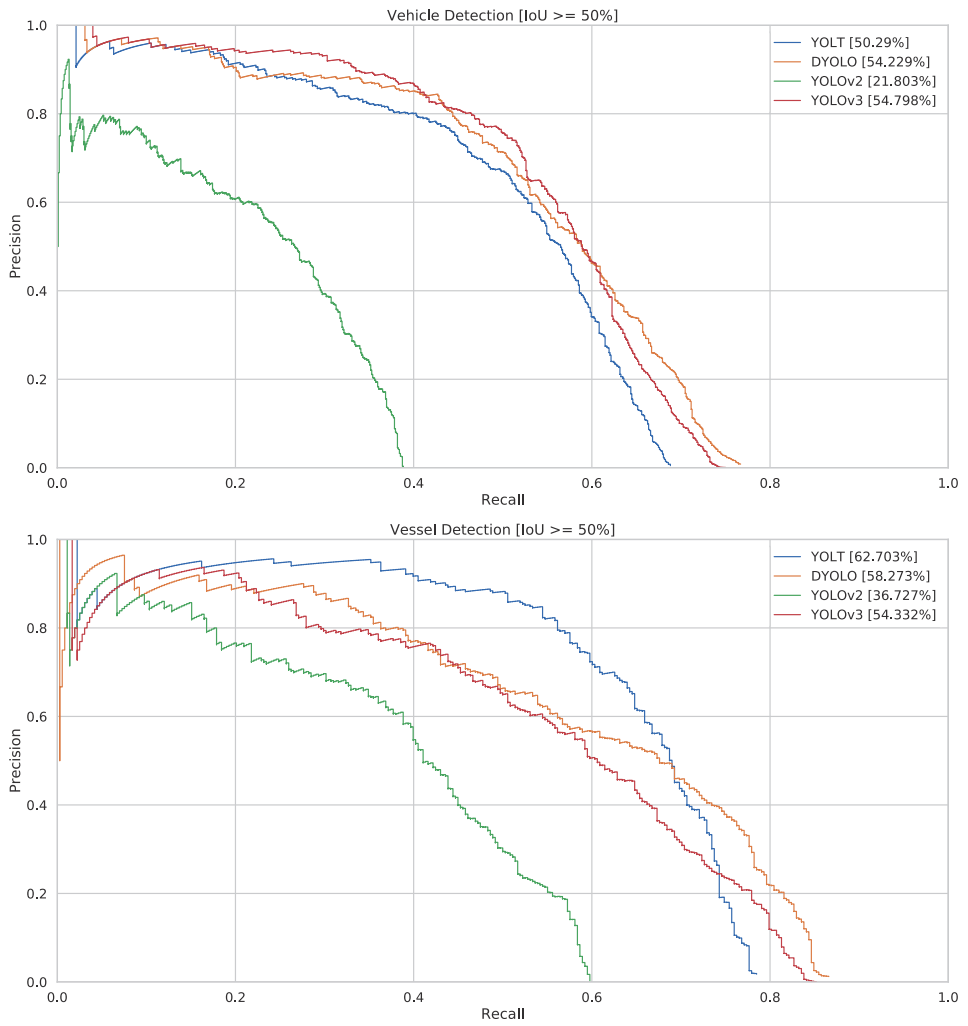 Vehicle Detection [IoU >= 50%]
1.0
0.8
0.6
0.4
0.2
0.0
Precision
YOLT [50.29%]
DYOLO [54.229%]
YOLOv2 [21.803%]
YOLOv3 [54.798%]
0.0 0.2 0.4 0.6 0.8 1.0
Recall
Vessel Detection [IoU >= 50%]
1.0
0.8
0.6
0.4
0.2
0.0
Precision
YOLT [62.703%]
DYOLO [58.273%]
YOLOv2 [36.727%]
YOLOv3 [54.332%]
0.0 0.2 0.4 0.6 0.8 1.0
Recall